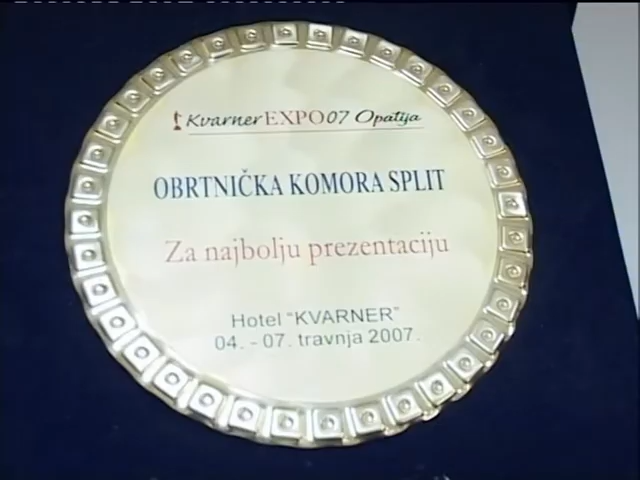 KvarnerEXPO07 Opatija
OBRTNIČKA KOMORA SPLIT
Za najbolju prezentaciju
Hotel “KVARNER”
04. - 07. travnja 2007.